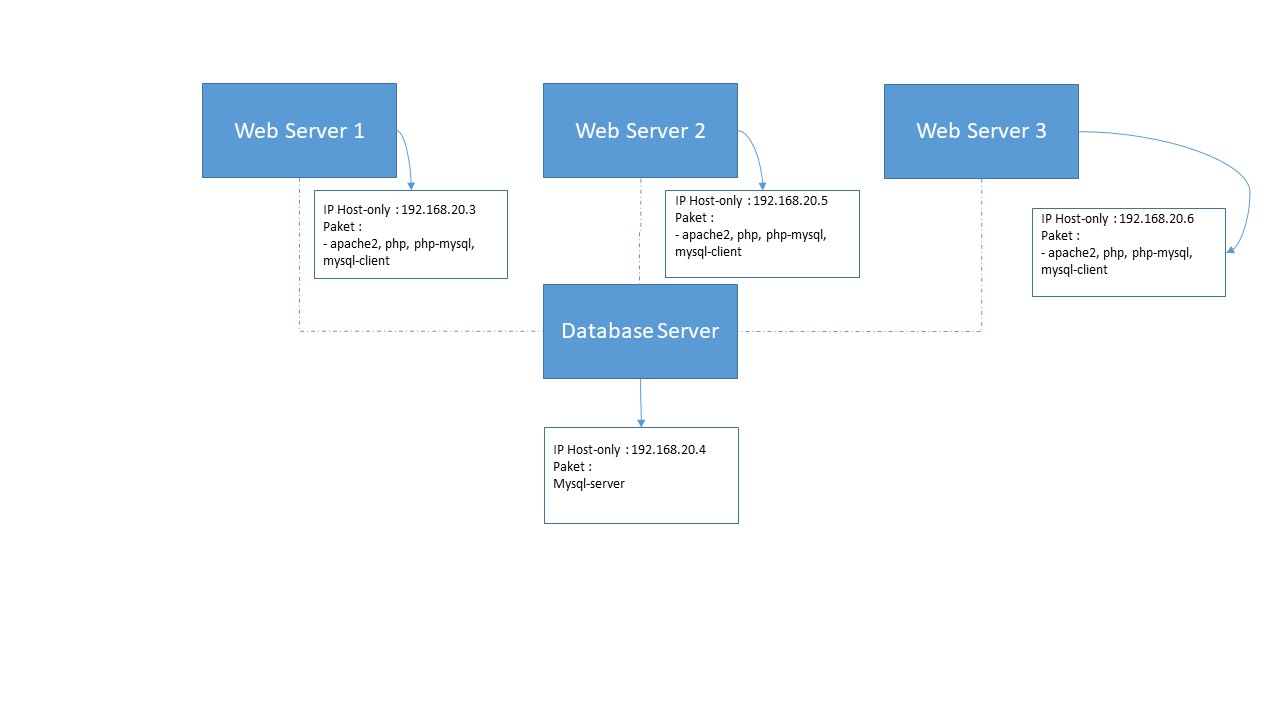 Web Server 1
Web Server 2
Web Server 3
IP Host-only : 192.168.20.3
Paket :
- apache2, php, php-mysql,
mysql-client
IP Host-only : 192.168.20.5
Paket :
- apache2, php, php-mysql,
mysql-client
IP Host-only : 192.168.20.6
Paket :
- apache2, php, php-mysql,
mysql-client
Database Server
IP Host-only : 192.168.20.4
Paket :
Mysql-server